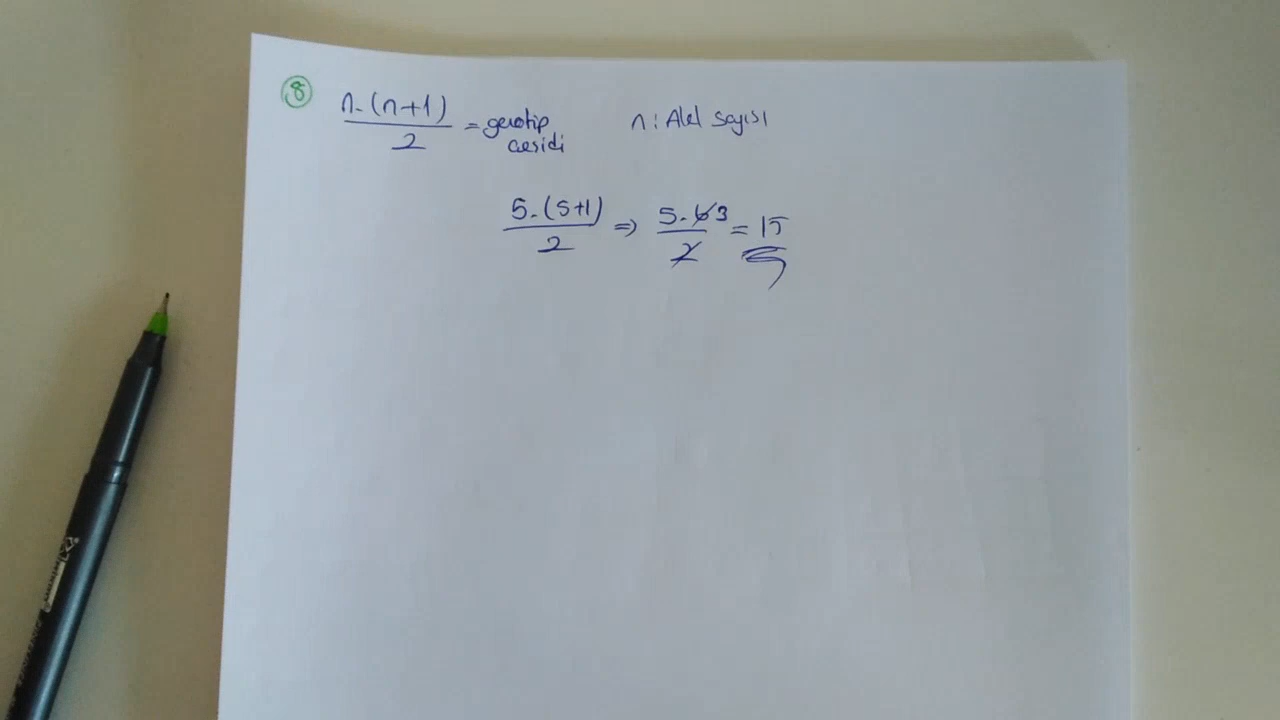 8
n.(n+1)/2 = genotip çeşidi
n: Alel sayısı
5.(5+1)/2 ⇒ 5.6 3/2 = 15